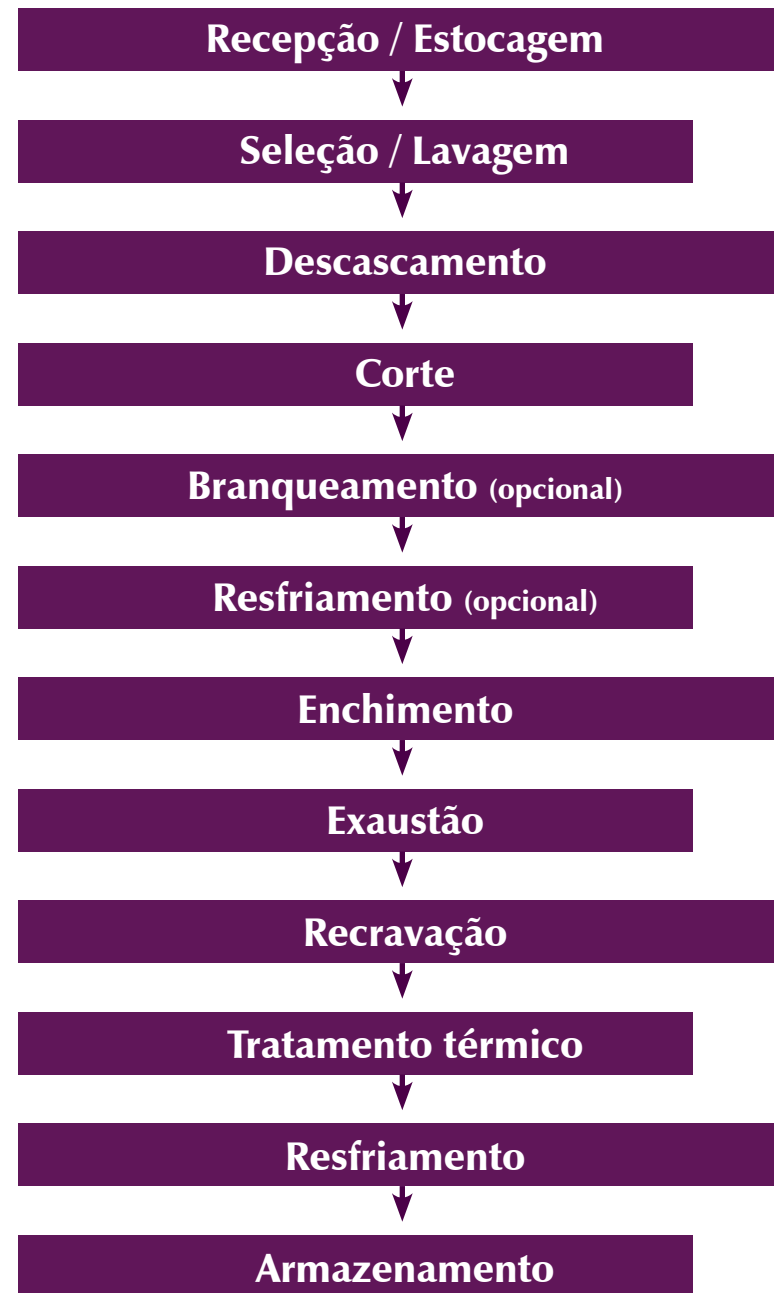 Recepção / Estocagem
Seleção / Lavagem
Descascamento
Corte
Branqueamento (opcional)
Resfriamento (opcional)
Enchimento
Exaustão
Recravação
Tratamento térmico
Resfriamento
Armazenamento